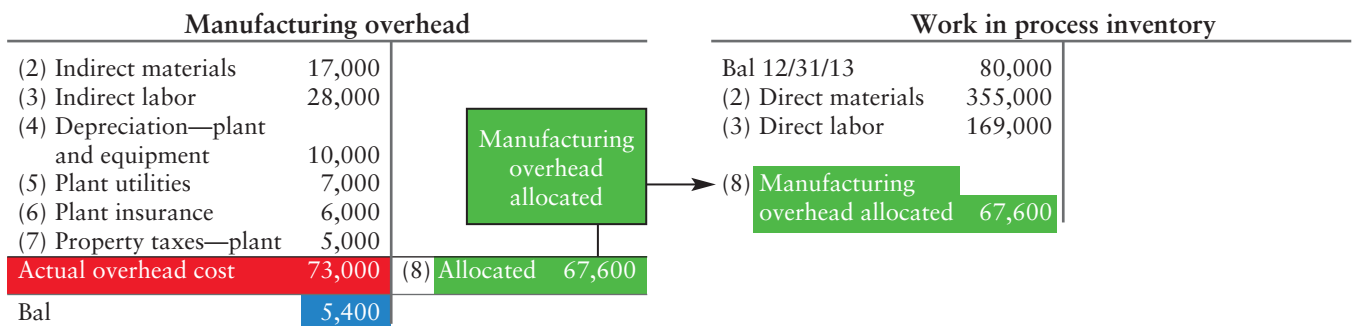 Manufacturing overhead
(2) Indirect materials 17,000
(3) Indirect labor 28,000
(4) Depreciation—plant
and equipment 10,000
(5) Plant utilities 7,000
(6) Plant insurance 6,000
(7) Property taxes—plant 5,000
Actual overhead cost 73,000 (8) Allocated 67,600
Bal 5,400
Manufacturing
overhead
allocated
Work in process inventory
Bal 12/31/13 80,000
(2) Direct materials 355,000
(3) Direct labor 169,000
(8) Manufacturing
overhead allocated 67,600